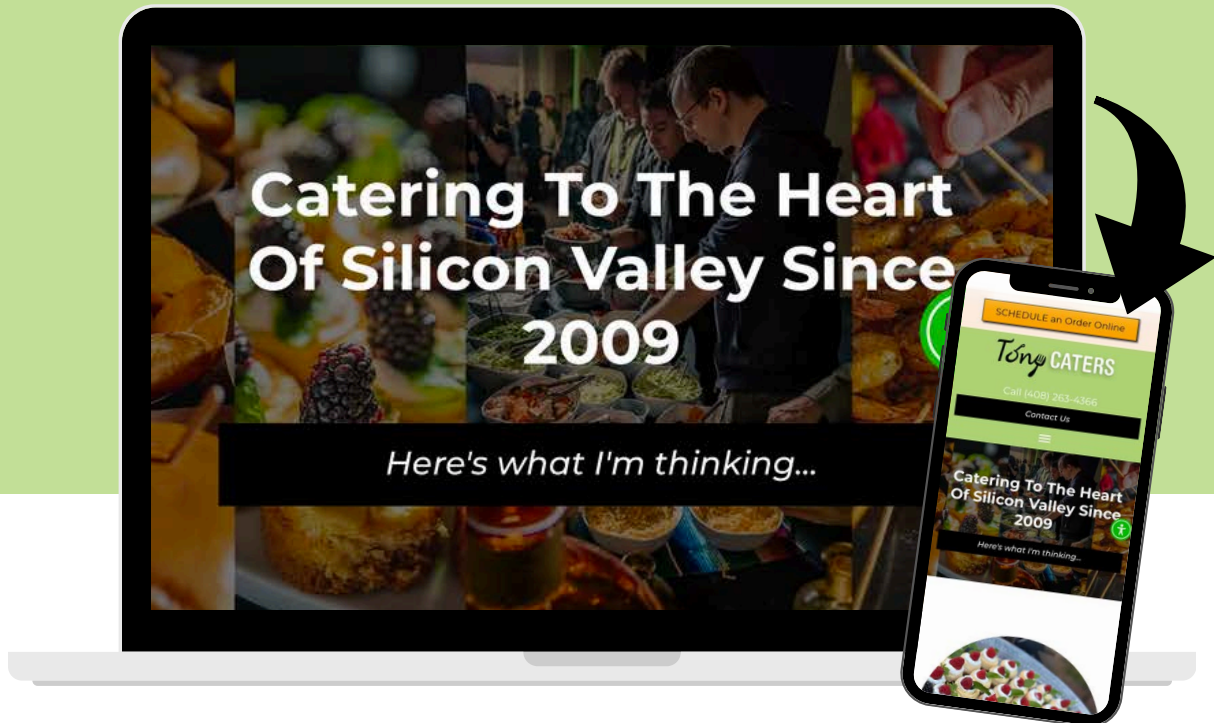 Catering To The Heart
Of Silicon Valley Since
2009
Here's what I'm thinking...
SCHEDULE an Order Online
Tony CATERS
Call (408) 263-4366
Contact Us
Catering To The Heart
Of Silicon Valley Since
2009
Here's what I'm thinking...